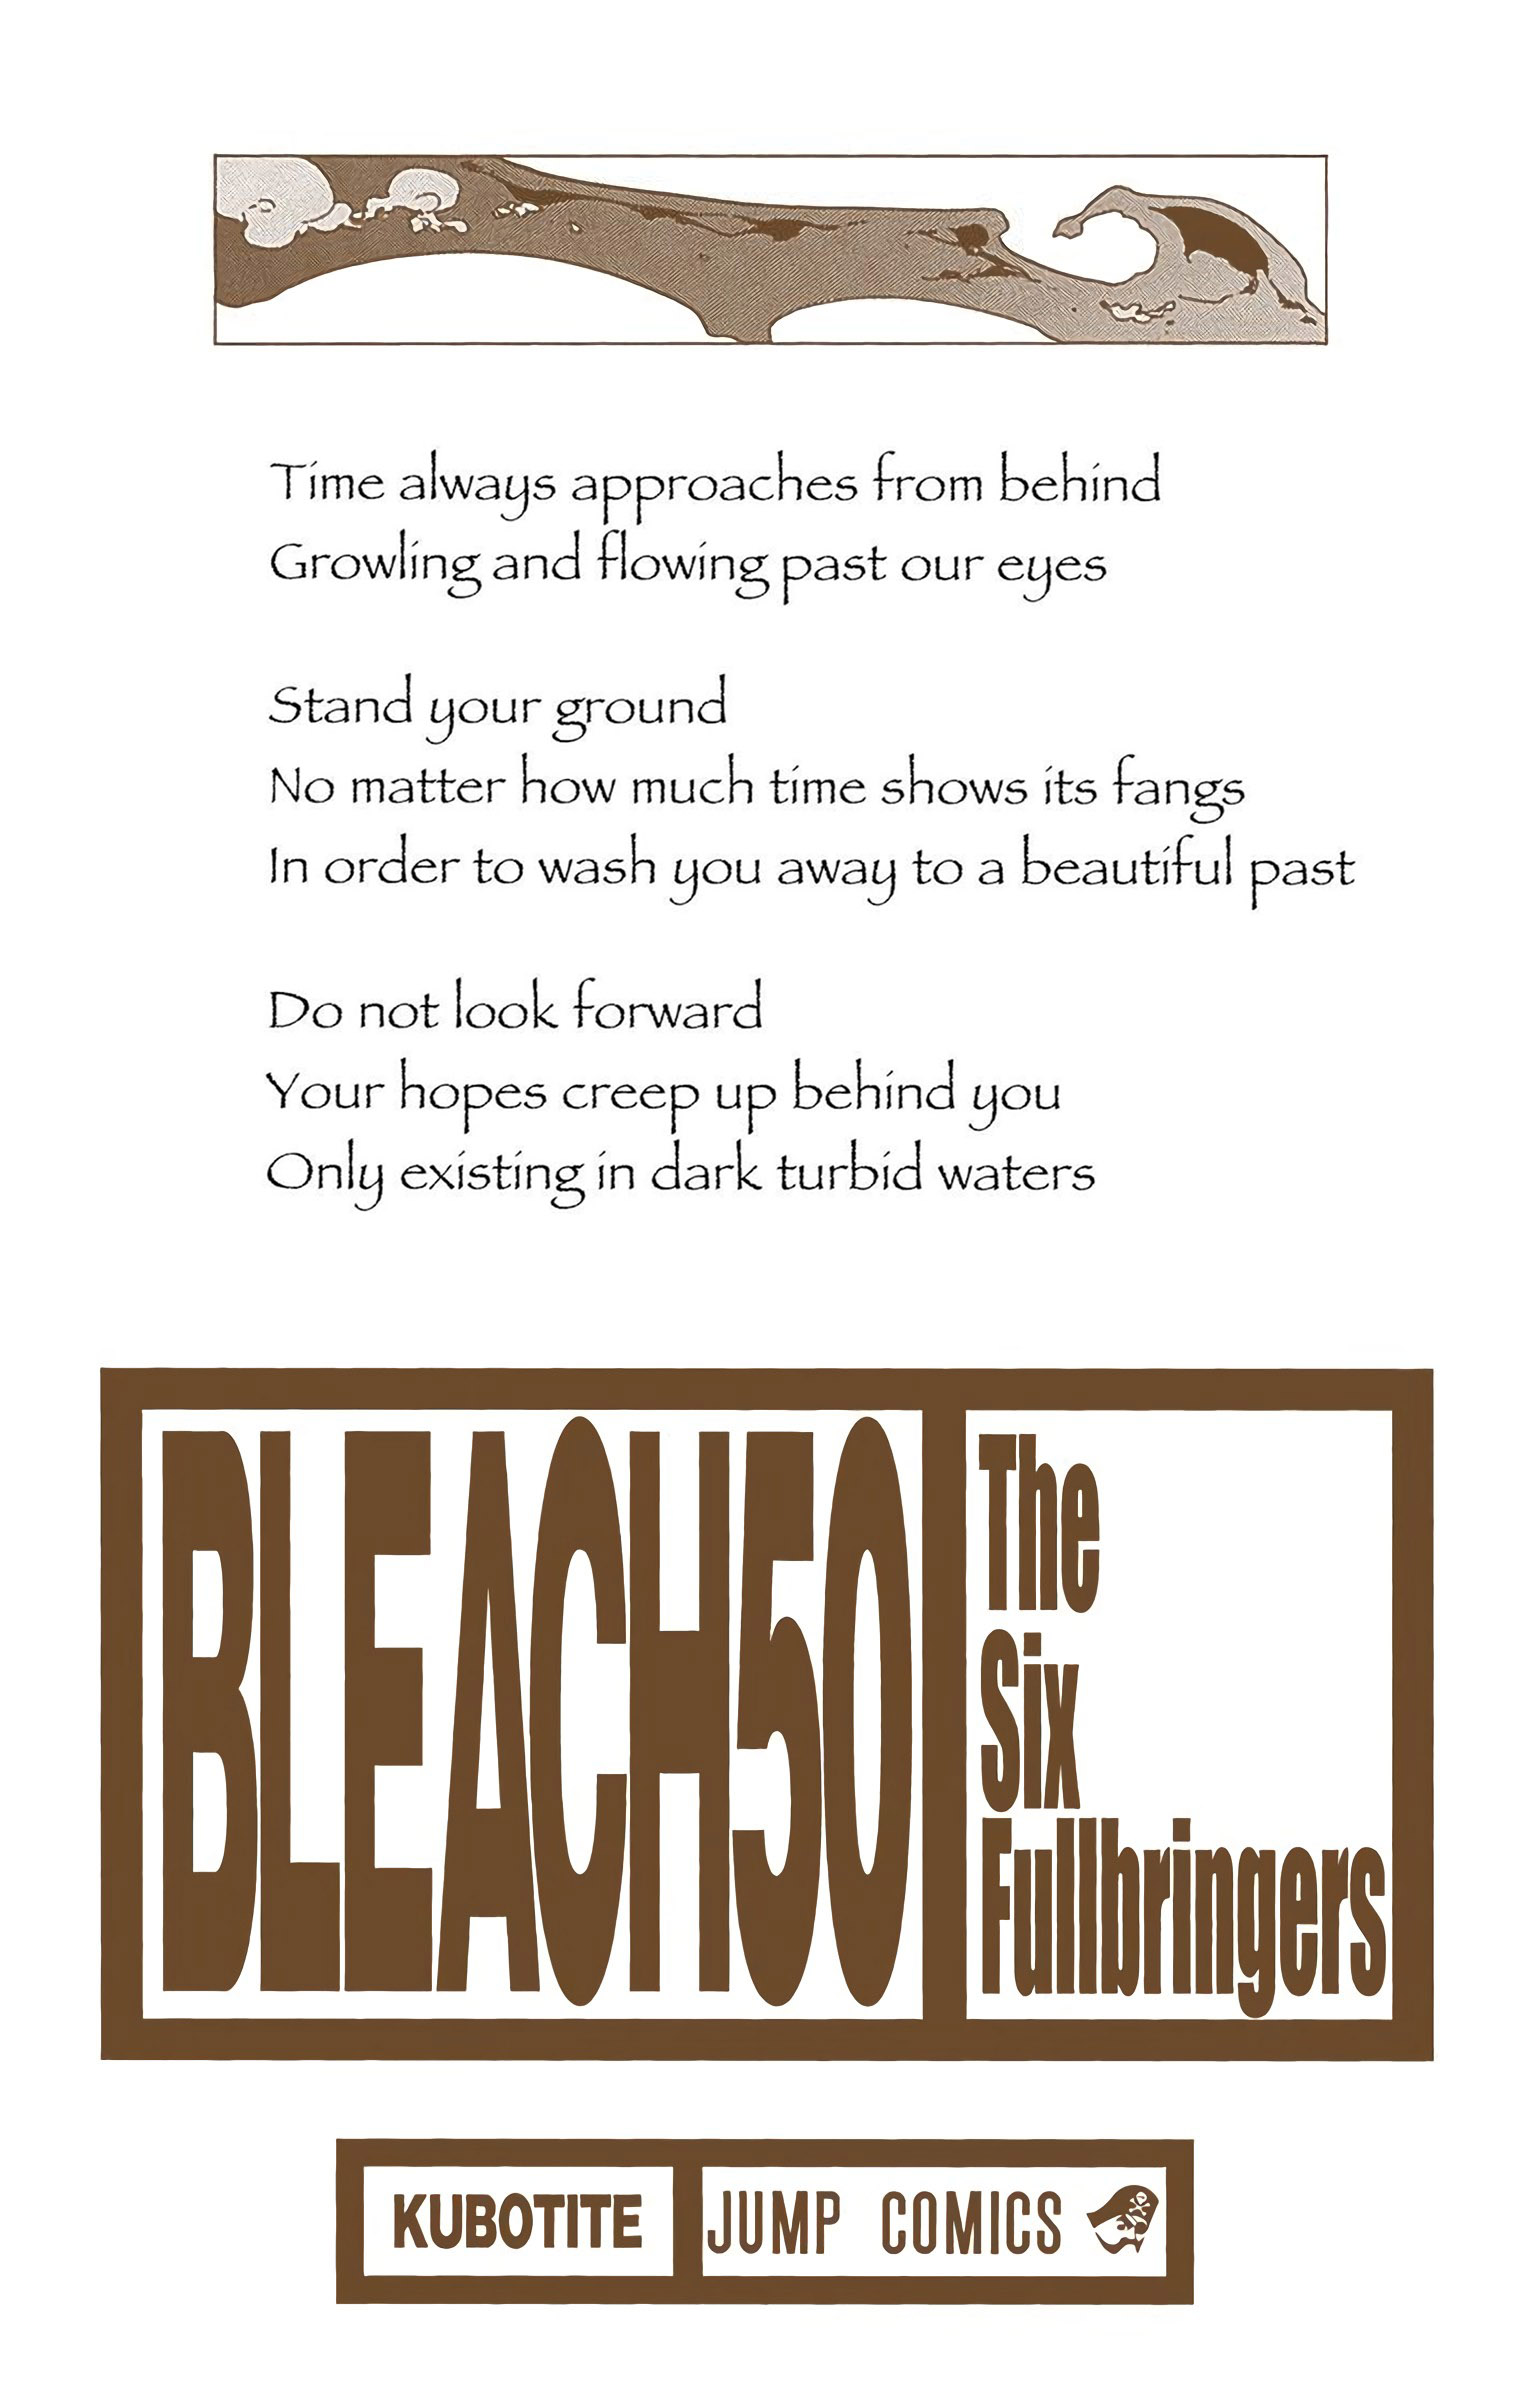 Time always approaches from behind
Growling and flowing past our eyes
Stand your ground
No matter how much time shows its fangs
In order to wash you away to a beautiful past
Do not look forward
Your hopes creep up behind you
Only existing in dark turbid waters
BLEACH50
The
Six
Fullbringers
KUBOTITE
JUMP COMICS